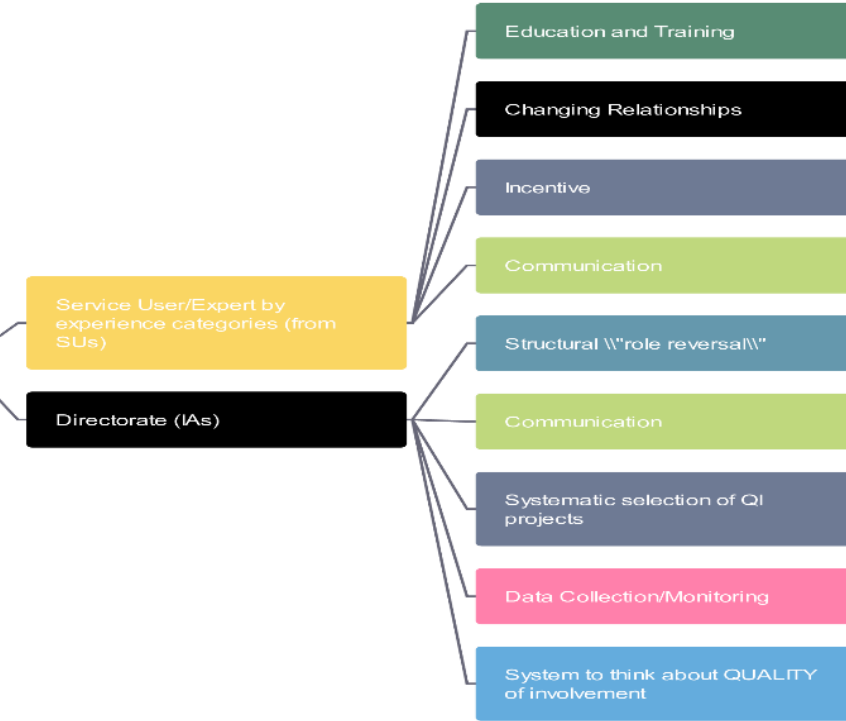 Education and Training
Changing Relationships
Incentive
Communication
Service User/Expert by
experience categories (from
SUs)
Structural \\"role reversal\\"
Directorate (IAs)
Communication
Systematic selection of QI
projects
Data Collection/Monitoring
System to think about QUALITY
of involvement